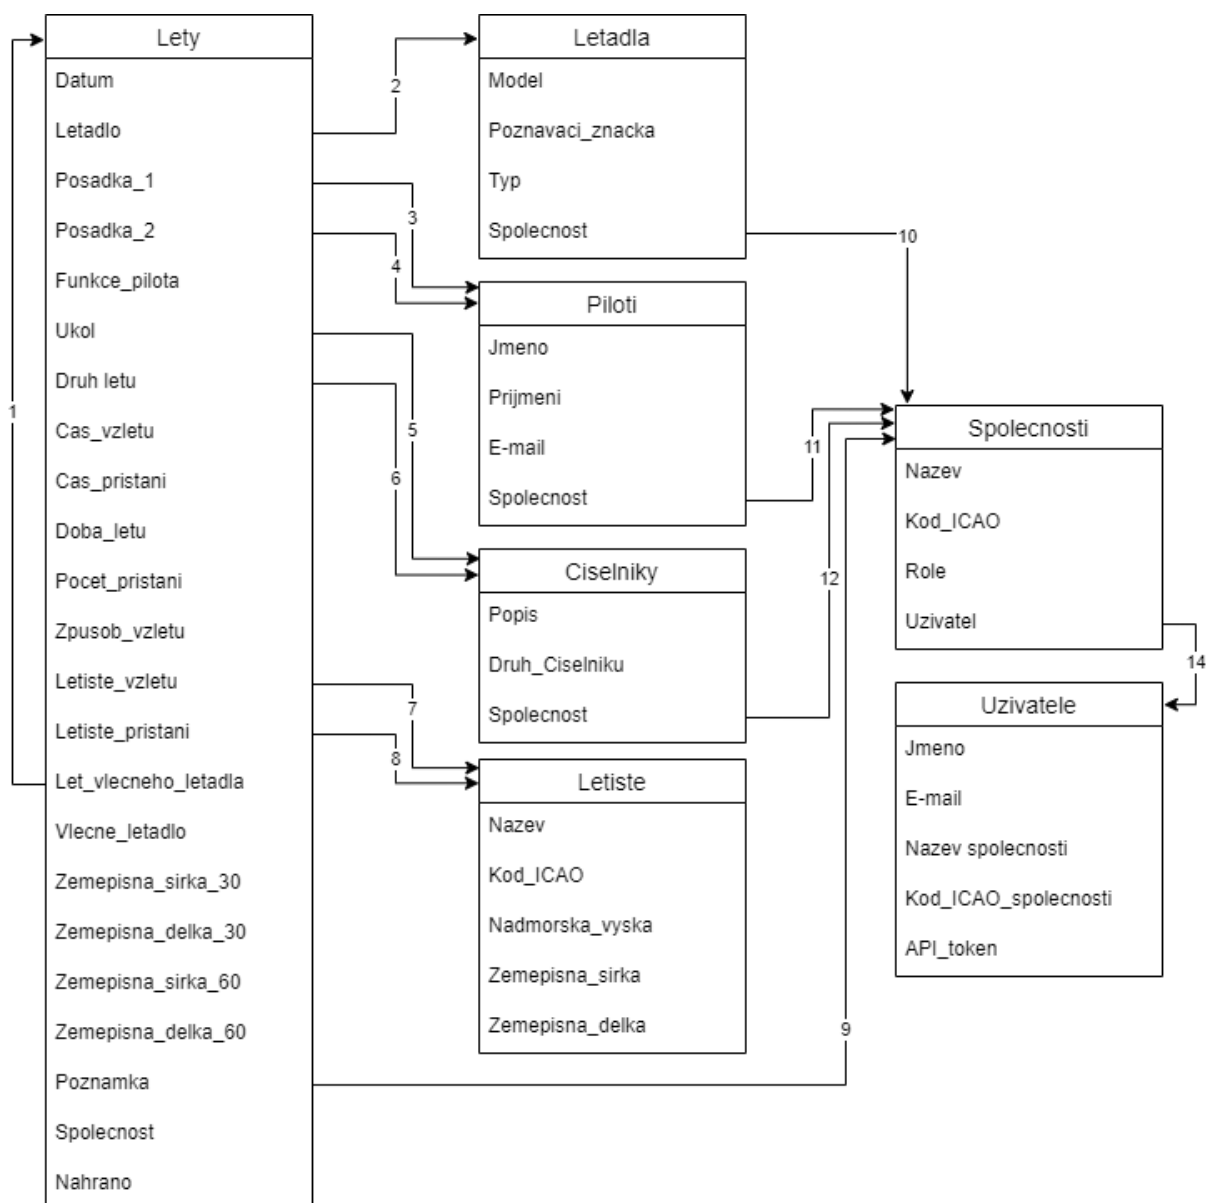 Lety
Datum
Letadlo
Posadka_1
Posadka_2
Funkce_pilota
Ukol
Druh letu
Cas_vzletu
Cas_pristani
Doba_letu
Pocet_pristani
Zpusob_vzletu
Letiste_vzletu
Letiste_pristani
Let_vlecneho_letadla
Vlecne_letadlo
Zemepisna_sirka_30
Zemepisna_delka_30
Zemepisna_sirka_60
Zemepisna_delka_60
Poznamka
Spolecnost
Nahrano
1
2
3
4
5
6
7
8
9
Letadla
Model
Poznavaci_znacka
Typ
Spolecnost
Piloti
Jmeno
Prijmeni
E-mail
Spolecnost
Ciselniky
Popis
Druh_Ciselniku
Spolecnost
Letiste
Nazev
Kod_ICAO
Nadmorska_vyska
Zemepisna_sirka
Zemepisna_delka
10
11
12
Spolecnosti
Nazev
Kod_ICAO
Role
Uzivatel
14
Uzivatele
Jmeno
E-mail
Nazev spolecnosti
Kod_ICAO_spolecnosti
API_token